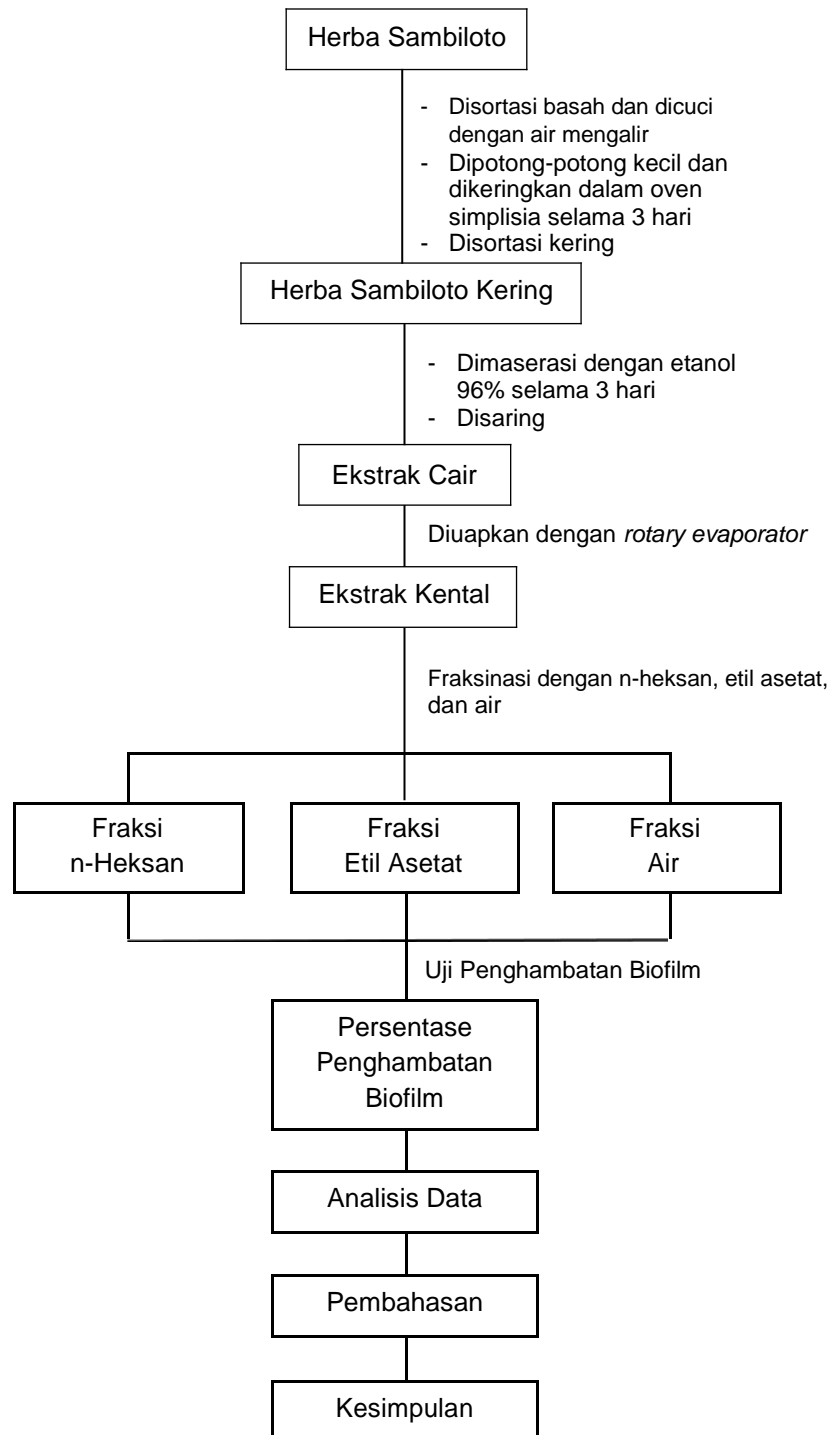 Herba Sambiloto
- Disortasi basah dan dicuci
dengan air mengalir
- Dipotong-potong kecil dan
dikeringkan dalam oven
simplisia selama 3 hari
- Disortasi kering
Herba Sambiloto Kering
- Dimaserasi dengan etanol
96% selama 3 hari
- Disaring
Ekstrak Cair
Diuapkan dengan rotary evaporator
Ekstrak Kental
Fraksinasi dengan n-heksan, etil asetat,
dan air
Fraksi
n-Heksan
Fraksi
Etil Asetat
Fraksi
Air
Uji Penghambatan Biofilm
Persentase
Penghambatan
Biofilm
Analisis Data
Pembahasan
Kesimpulan